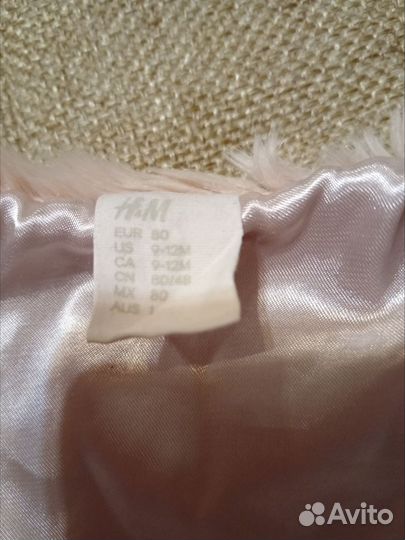 H&M
EUR 80
US 9-12M
CA 9-12M
CN 80/48
MX 80
AUS 1
Avito